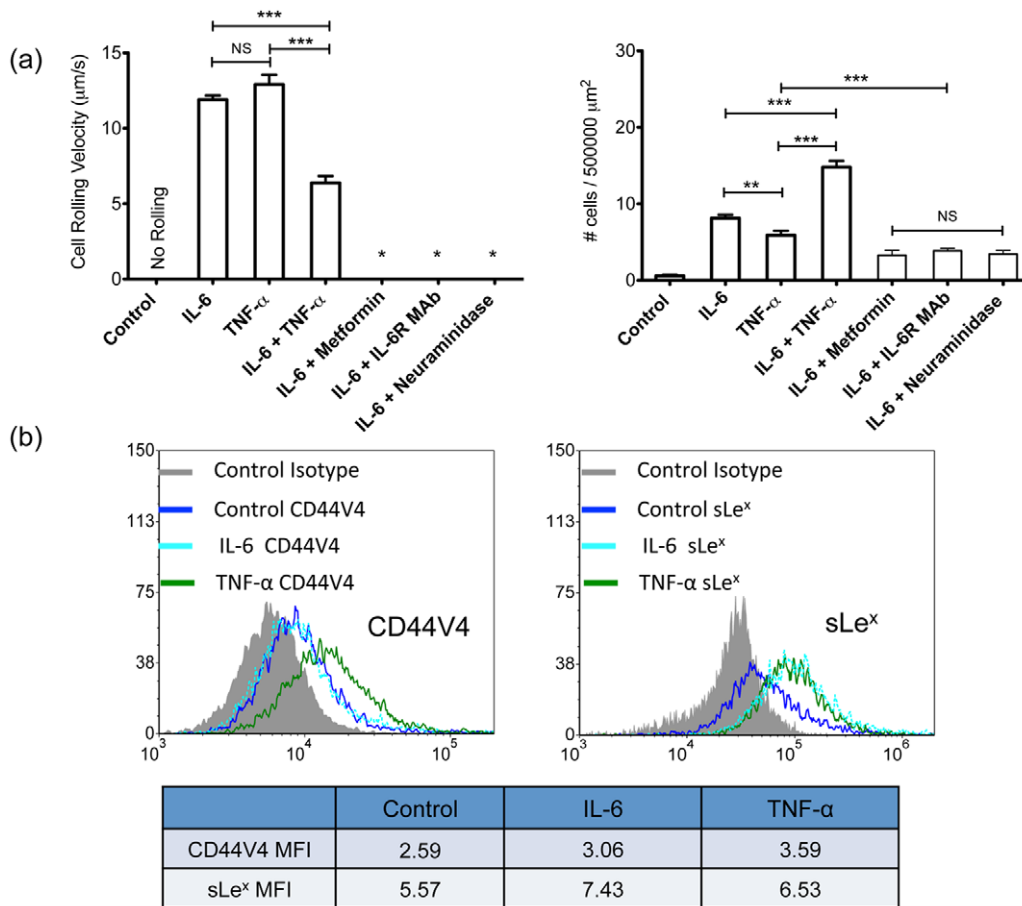 (a)
Cell Rolling Velocity (μm/s)
15
10
5
0
***
NS
***
No Rolling
* * *
Control
IL-6
TNF-α
IL-6 + TNF-α
IL-6 + Metformin
IL-6 + IL-6R MAb
IL-6 + Neuraminidase
# cells / 500000 μm²
30
20
10
0
***
***
***
**
NS
Control
IL-6
TNF-α
IL-6 + TNF-α
IL-6 + Metformin
IL-6 + IL-6R MAb
IL-6 + Neuraminidase
(b)
150
113
75
38
0
Control Isotype
Control CD44V4
IL-6 CD44V4
TNF-α CD44V4
CD44V4
10³ 10⁴ 10⁵
150
113
75
38
0
Control Isotype
Control sLeˣ
IL-6 sLeˣ
TNF-α sLeˣ
sLeˣ
10³ 10⁴ 10⁵ 10⁶
Control IL-6 TNF-α
CD44V4 MFI 2.59 3.06 3.59
sLeˣ MFI 5.57 7.43 6.53